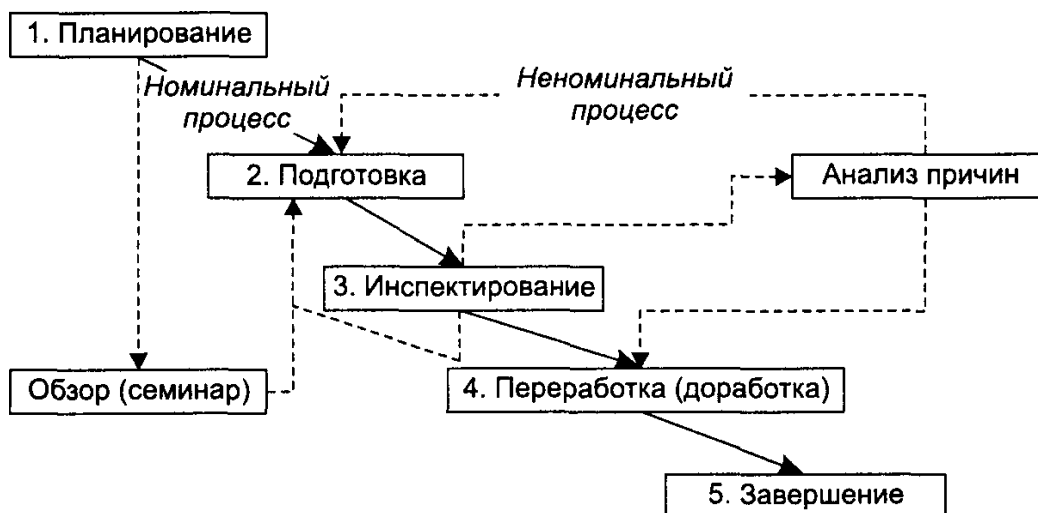 1. Планирование
Номинальный
процесс
Неноминальный
процесс
2. Подготовка
Анализ причин
3. Инспектирование
Обзор (семинар)
4. Переработка (доработка)
5. Завершение